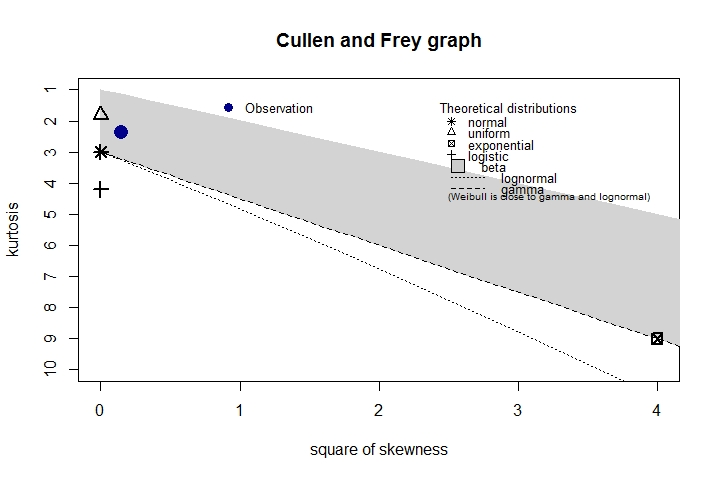 Cullen and Frey graph
Observation
Theoretical distributions
normal
uniform
exponential
logistic
beta
lognormal
gamma
(Weibull is close to gamma and lognormal)
kurtosis
1
2
3
4
5
6
7
8
9
10
0
1
2
3
4
square of skewness